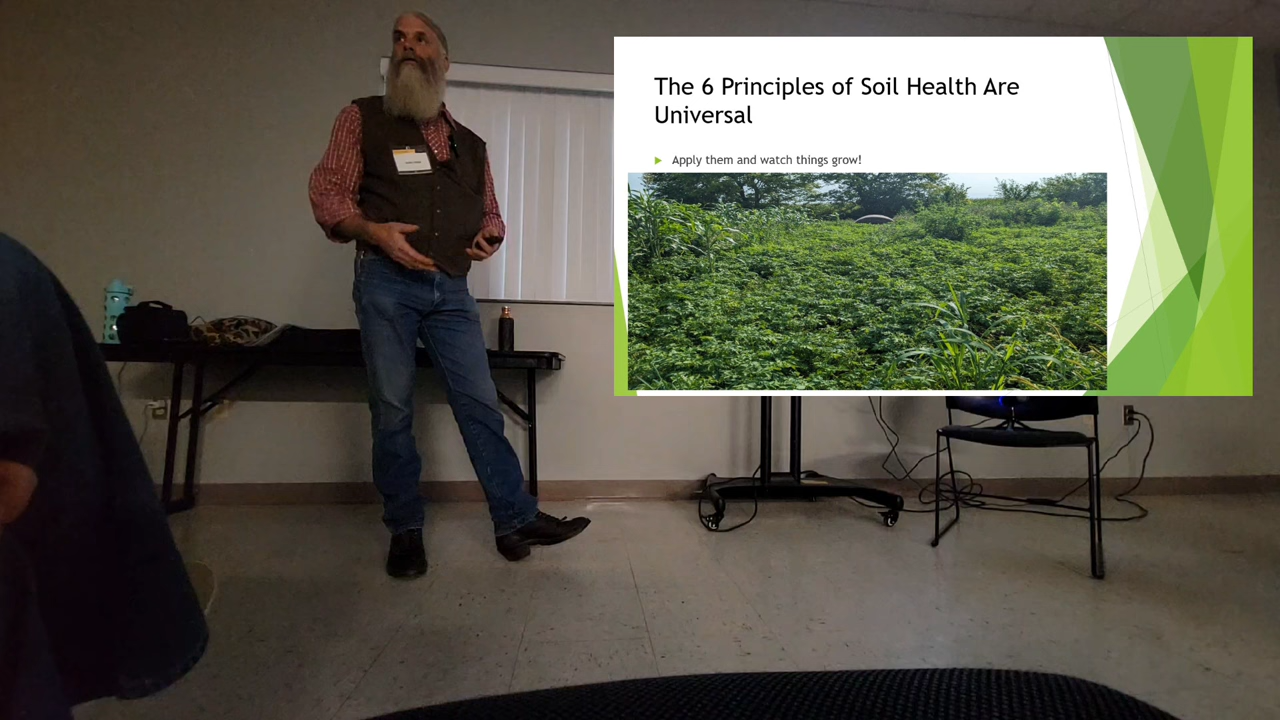 The 6 Principles of Soil Health Are
Universal
Apply them and watch things grow!